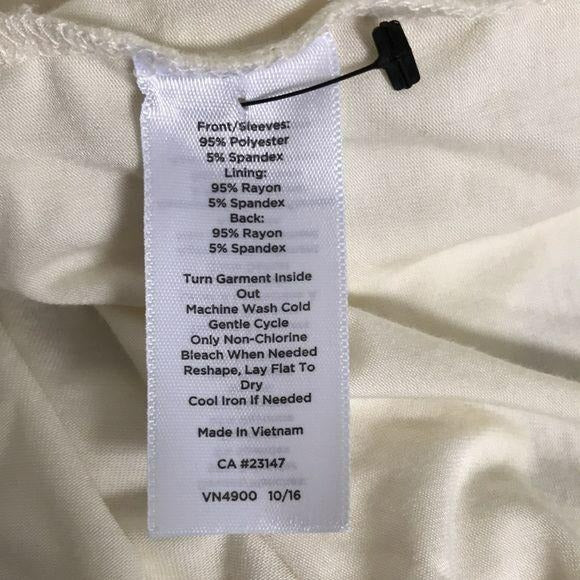 Front/Sleeves:
95% Polyester
5% Spandex
Lining:
95% Rayon
5% Spandex
Back:
95% Rayon
5% Spandex
Turn Garment Inside
Out
Machine Wash Cold
Gentle Cycle
Only Non-Chlorine
Bleach When Needed
Reshape, Lay Flat To
Dry
Cool Iron If Needed
Made In Vietnam
CA #23147
VN4900 10/16